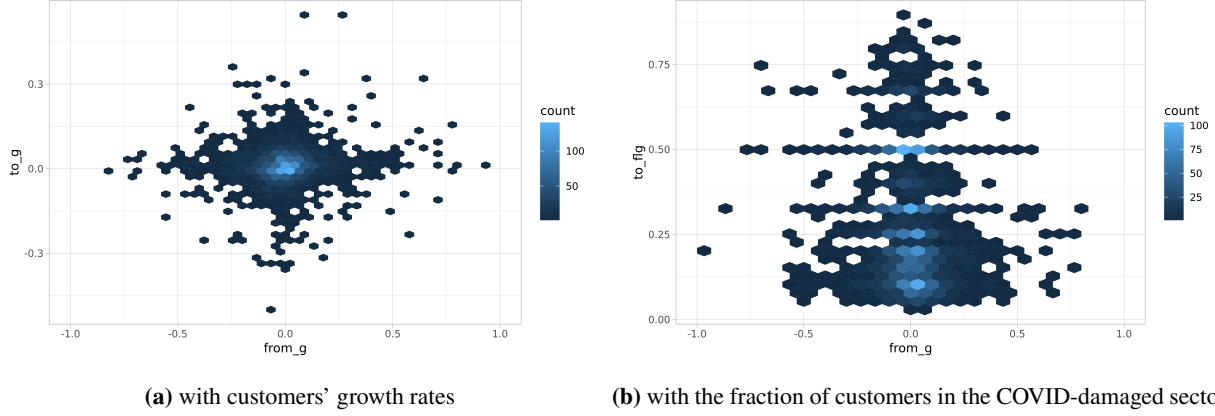 0.3
0.0
-0.3
to_g
-1.0 -0.5 0.0 0.5 1.0
from_g
count
100
50
0.75
0.50
0.25
0.00
to_flg
-1.0 -0.5 0.0 0.5 1.0
from_g
count
100
75
50
25
(a) with customers’ growth rates
(b) with the fraction of customers in the COVID-damaged secto